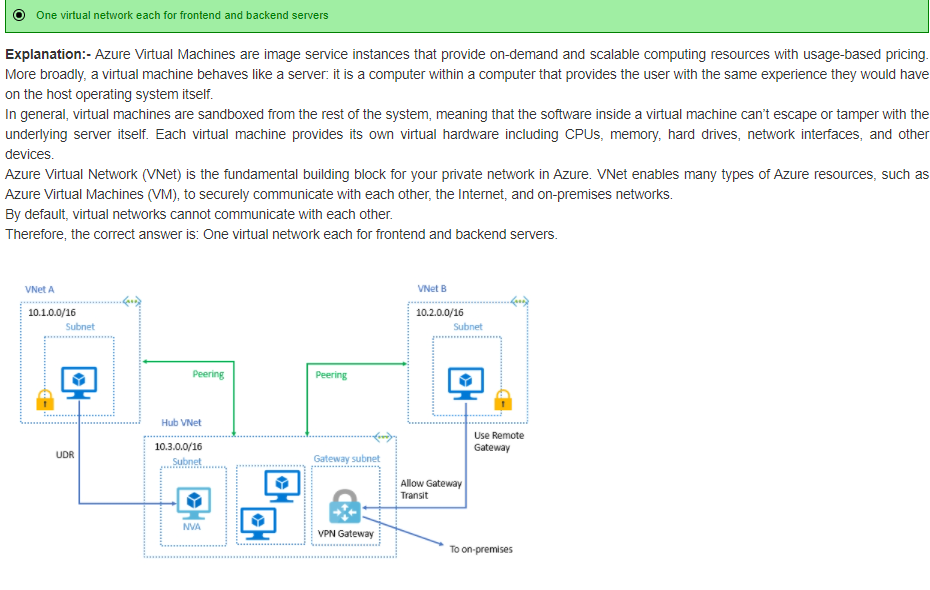 One virtual network each for frontend and backend servers
Explanation:- Azure Virtual Machines are image service instances that provide on-demand and scalable computing resources with usage-based pricing.
More broadly, a virtual machine behaves like a server: it is a computer within a computer that provides the user with the same experience they would have
on the host operating system itself.
In general, virtual machines are sandboxed from the rest of the system, meaning that the software inside a virtual machine can't escape or tamper with the
underlying server itself. Each virtual machine provides its own virtual hardware including CPUs, memory, hard drives, network interfaces, and other
devices.
Azure Virtual Network (VNet) is the fundamental building block for your private network in Azure. VNet enables many types of Azure resources, such as
Azure Virtual Machines (VM), to securely communicate with each other, the Internet, and on-premises networks.
By default, virtual networks cannot communicate with each other.
Therefore, the correct answer is: One virtual network each for frontend and backend servers.
VNet A
10.1.0.0/16
Subnet
VNet B
10.2.0.0/16
Subnet
Peering
Peering
Hub VNet
10.3.0.0/16
Subnet
NVA
Gateway subnet
VPN Gateway
UDR
Use Remote
Gateway
Allow Gateway
Transit
To on-premises